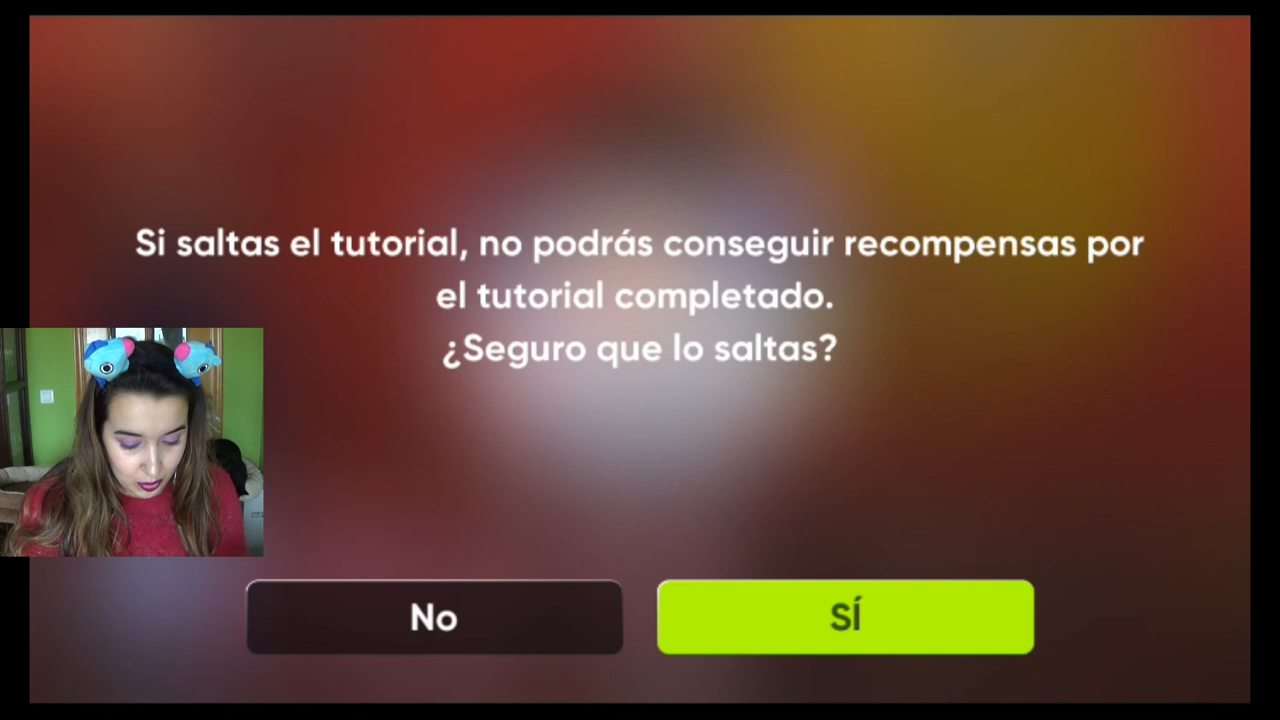 Si saltas el tutorial, no podrás conseguir recompensas por
el tutorial completado.
¿Seguro que lo saltas?
No
SÍ